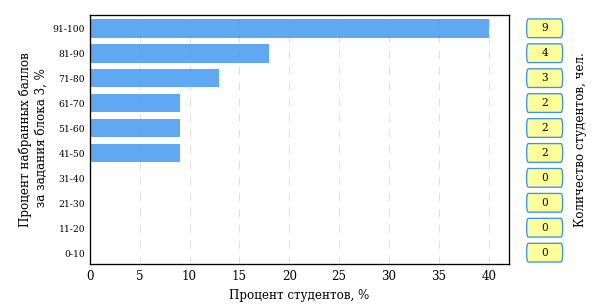 Процент набранных баллов
за задания блока 3, %
91-100 9
81-90 4
71-80 3
61-70 2
51-60 2
41-50 2
31-40 0
21-30 0
11-20 0
0-10 0
0 5 10 15 20 25 30 35 40
Процент студентов, %
Количество студентов, чел.